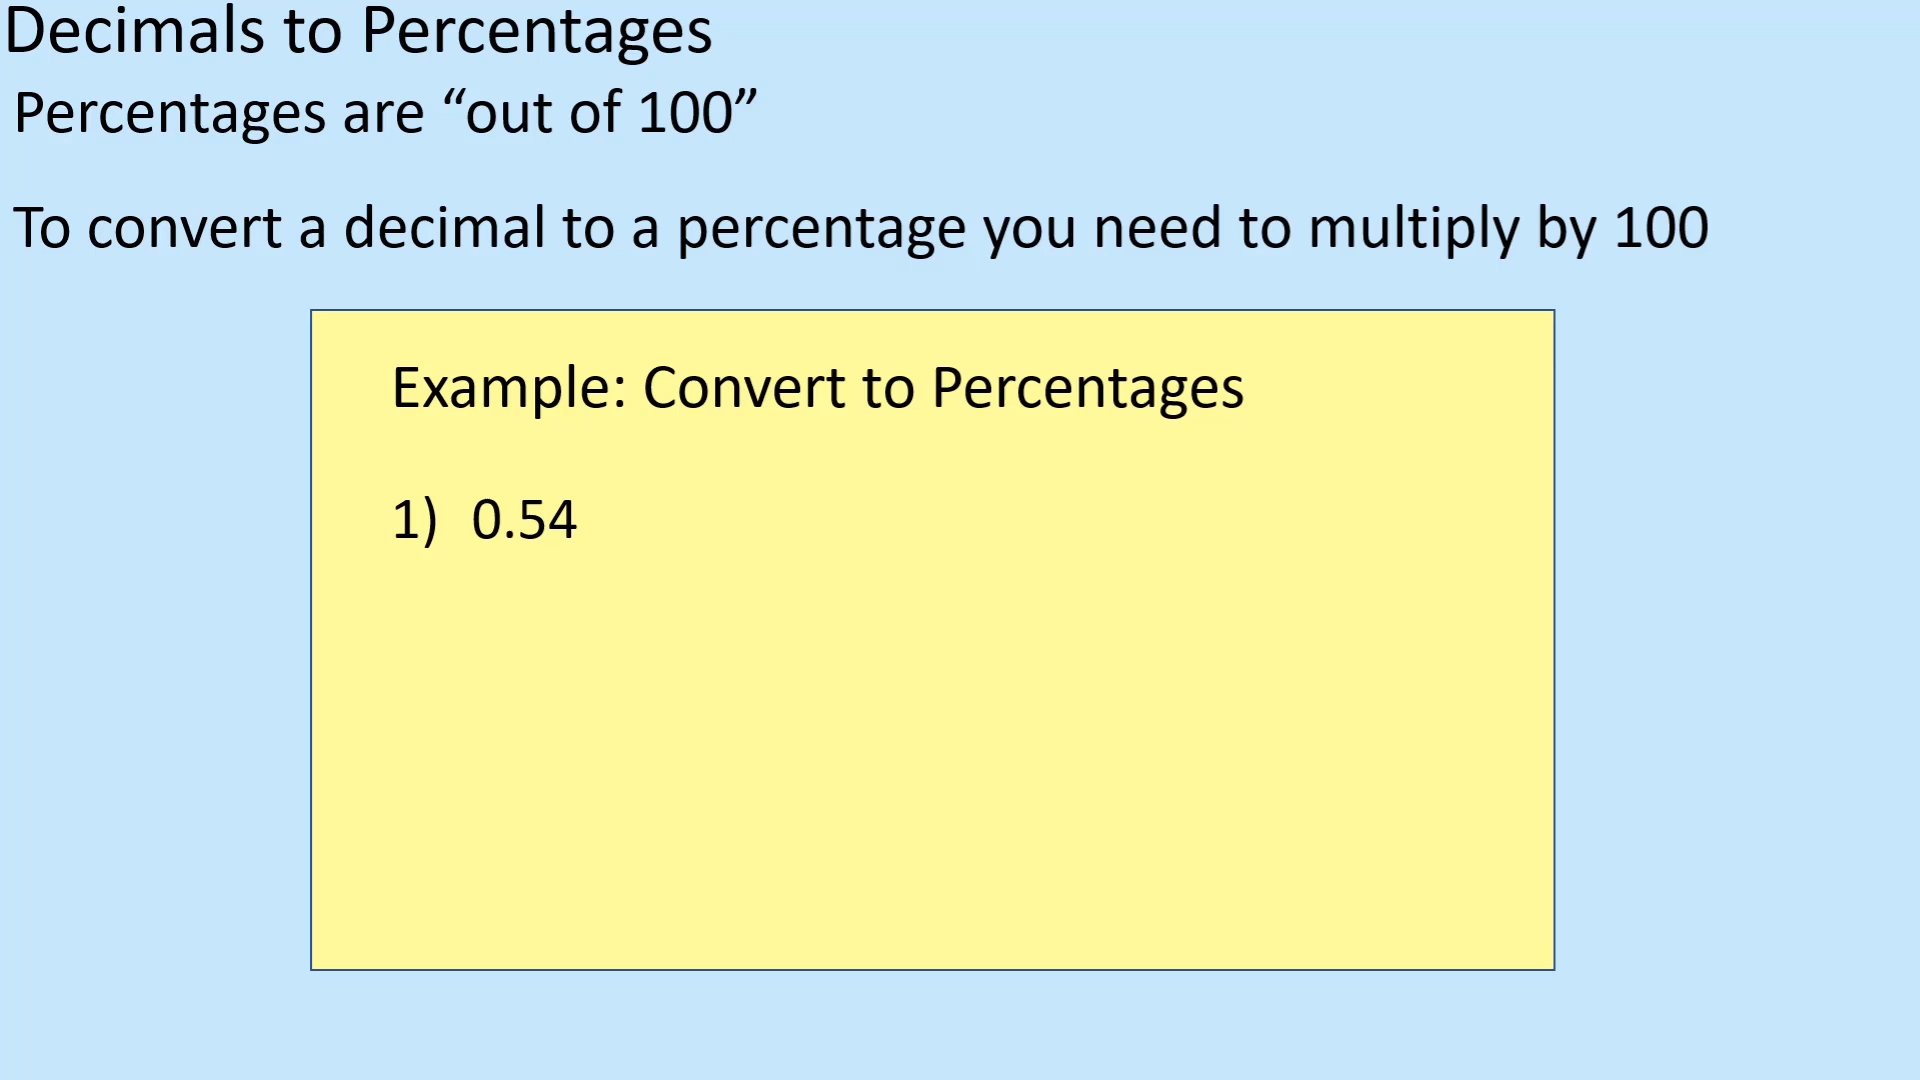 Decimals to Percentages
Percentages are “out of 100”
To convert a decimal to a percentage you need to multiply by 100
Example: Convert to Percentages
1) 0.54